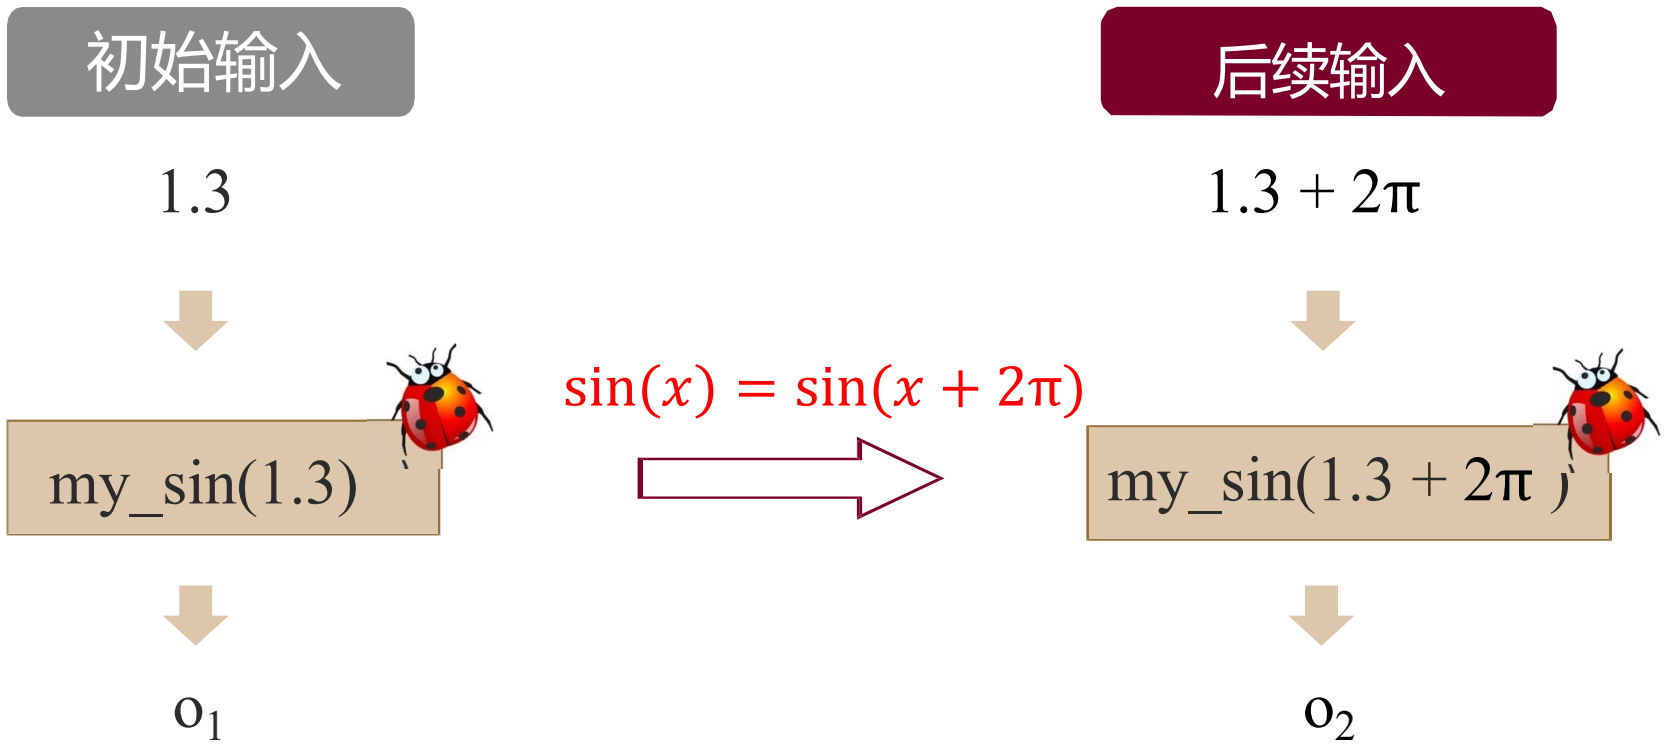 初始输入
后续输入
1.3
1.3 + 2π
sin(x) = sin(x + 2π)
my_sin(1.3)
my_sin(1.3 + 2π )
o₁
o₂